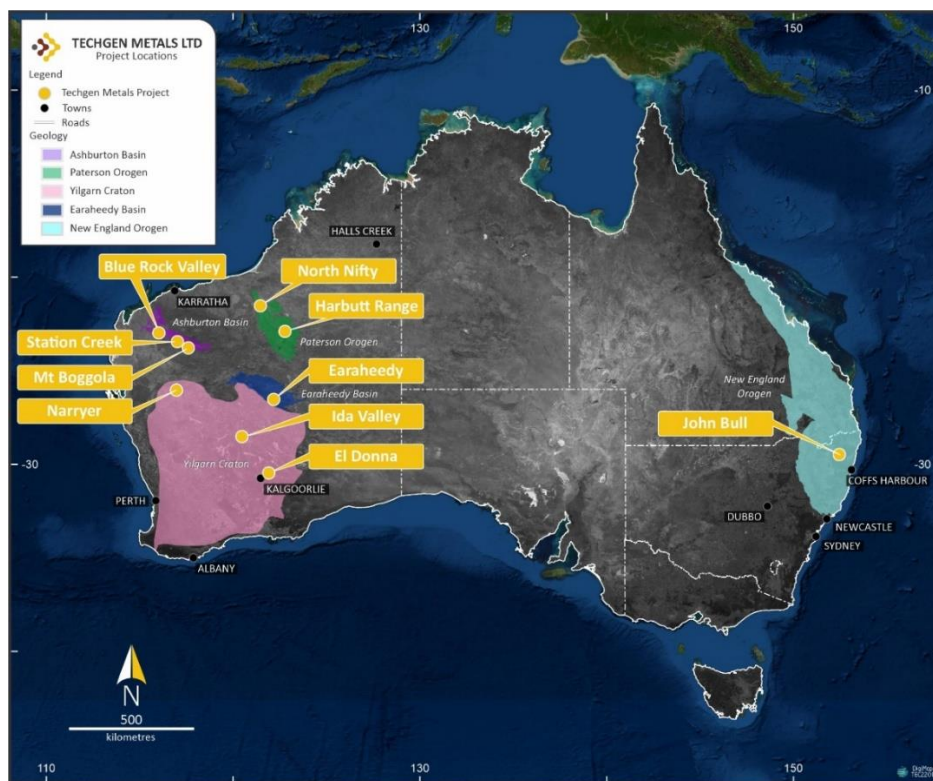 130
150
TECHGEN METALS LTD
Project Locations
Legend
Techgen Metals Project
Towns
Roads
Geology
Ashburton Basin
Paterson Orogen
Yilgarn Craton
Earaheedy Basin
New England Orogen
-10
HALLS CREEK
Blue Rock Valley
North Nifty
KARRATHA
Harbutt Range
Ashburton Basin
Station Creek
Paterson Orogen
Mt Boggola
Earaheedy
New England
Orogen
Narryer
Earaheedy Basin
Ida Valley
John Bull
El Donna
Yilgarn Craton
-30
-30
KALGOORLIE
COFFS HARBOUR
PERTH
DUBBO
NEWCASTLE
SYDNEY
ALBANY
N
500
kilometres
110
130
150